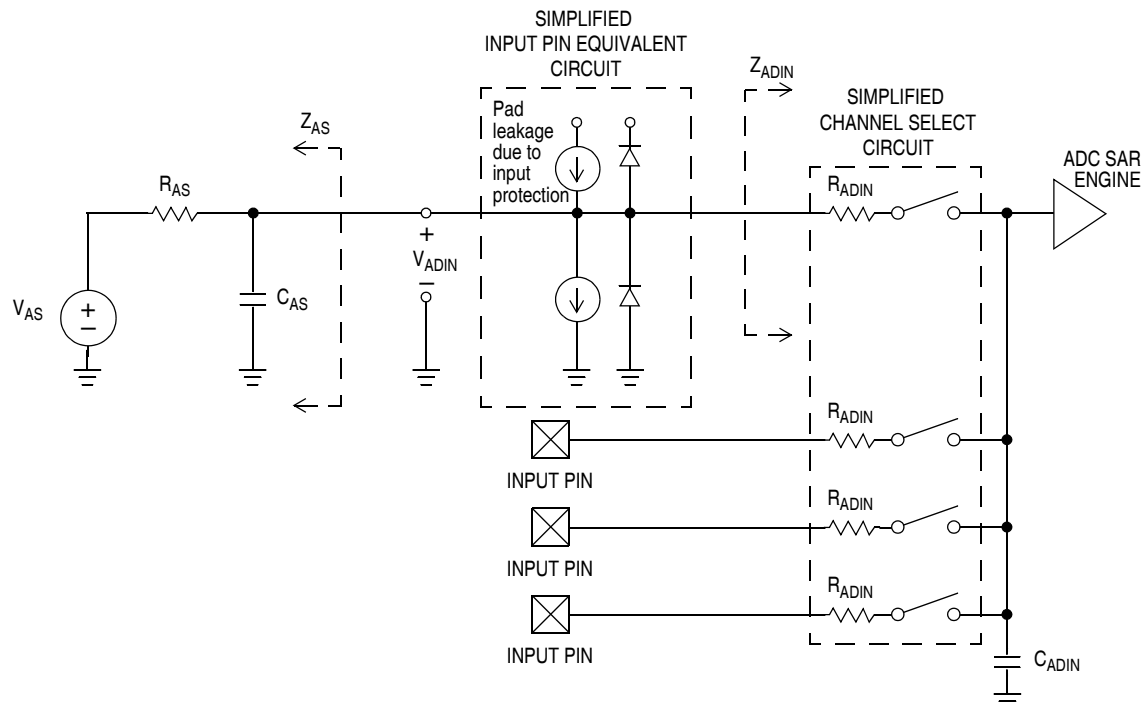 SIMPLIFIED
INPUT PIN EQUIVALENT
CIRCUIT
Z_ADIN
SIMPLIFIED
CHANNEL SELECT
CIRCUIT
ADC SAR
ENGINE
Z_AS
Pad
leakage
due to
input
protection
R_AS
R_ADIN
+
V_ADIN
−
V_AS
+
−
C_AS
R_ADIN
INPUT PIN
R_ADIN
INPUT PIN
R_ADIN
INPUT PIN
C_ADIN